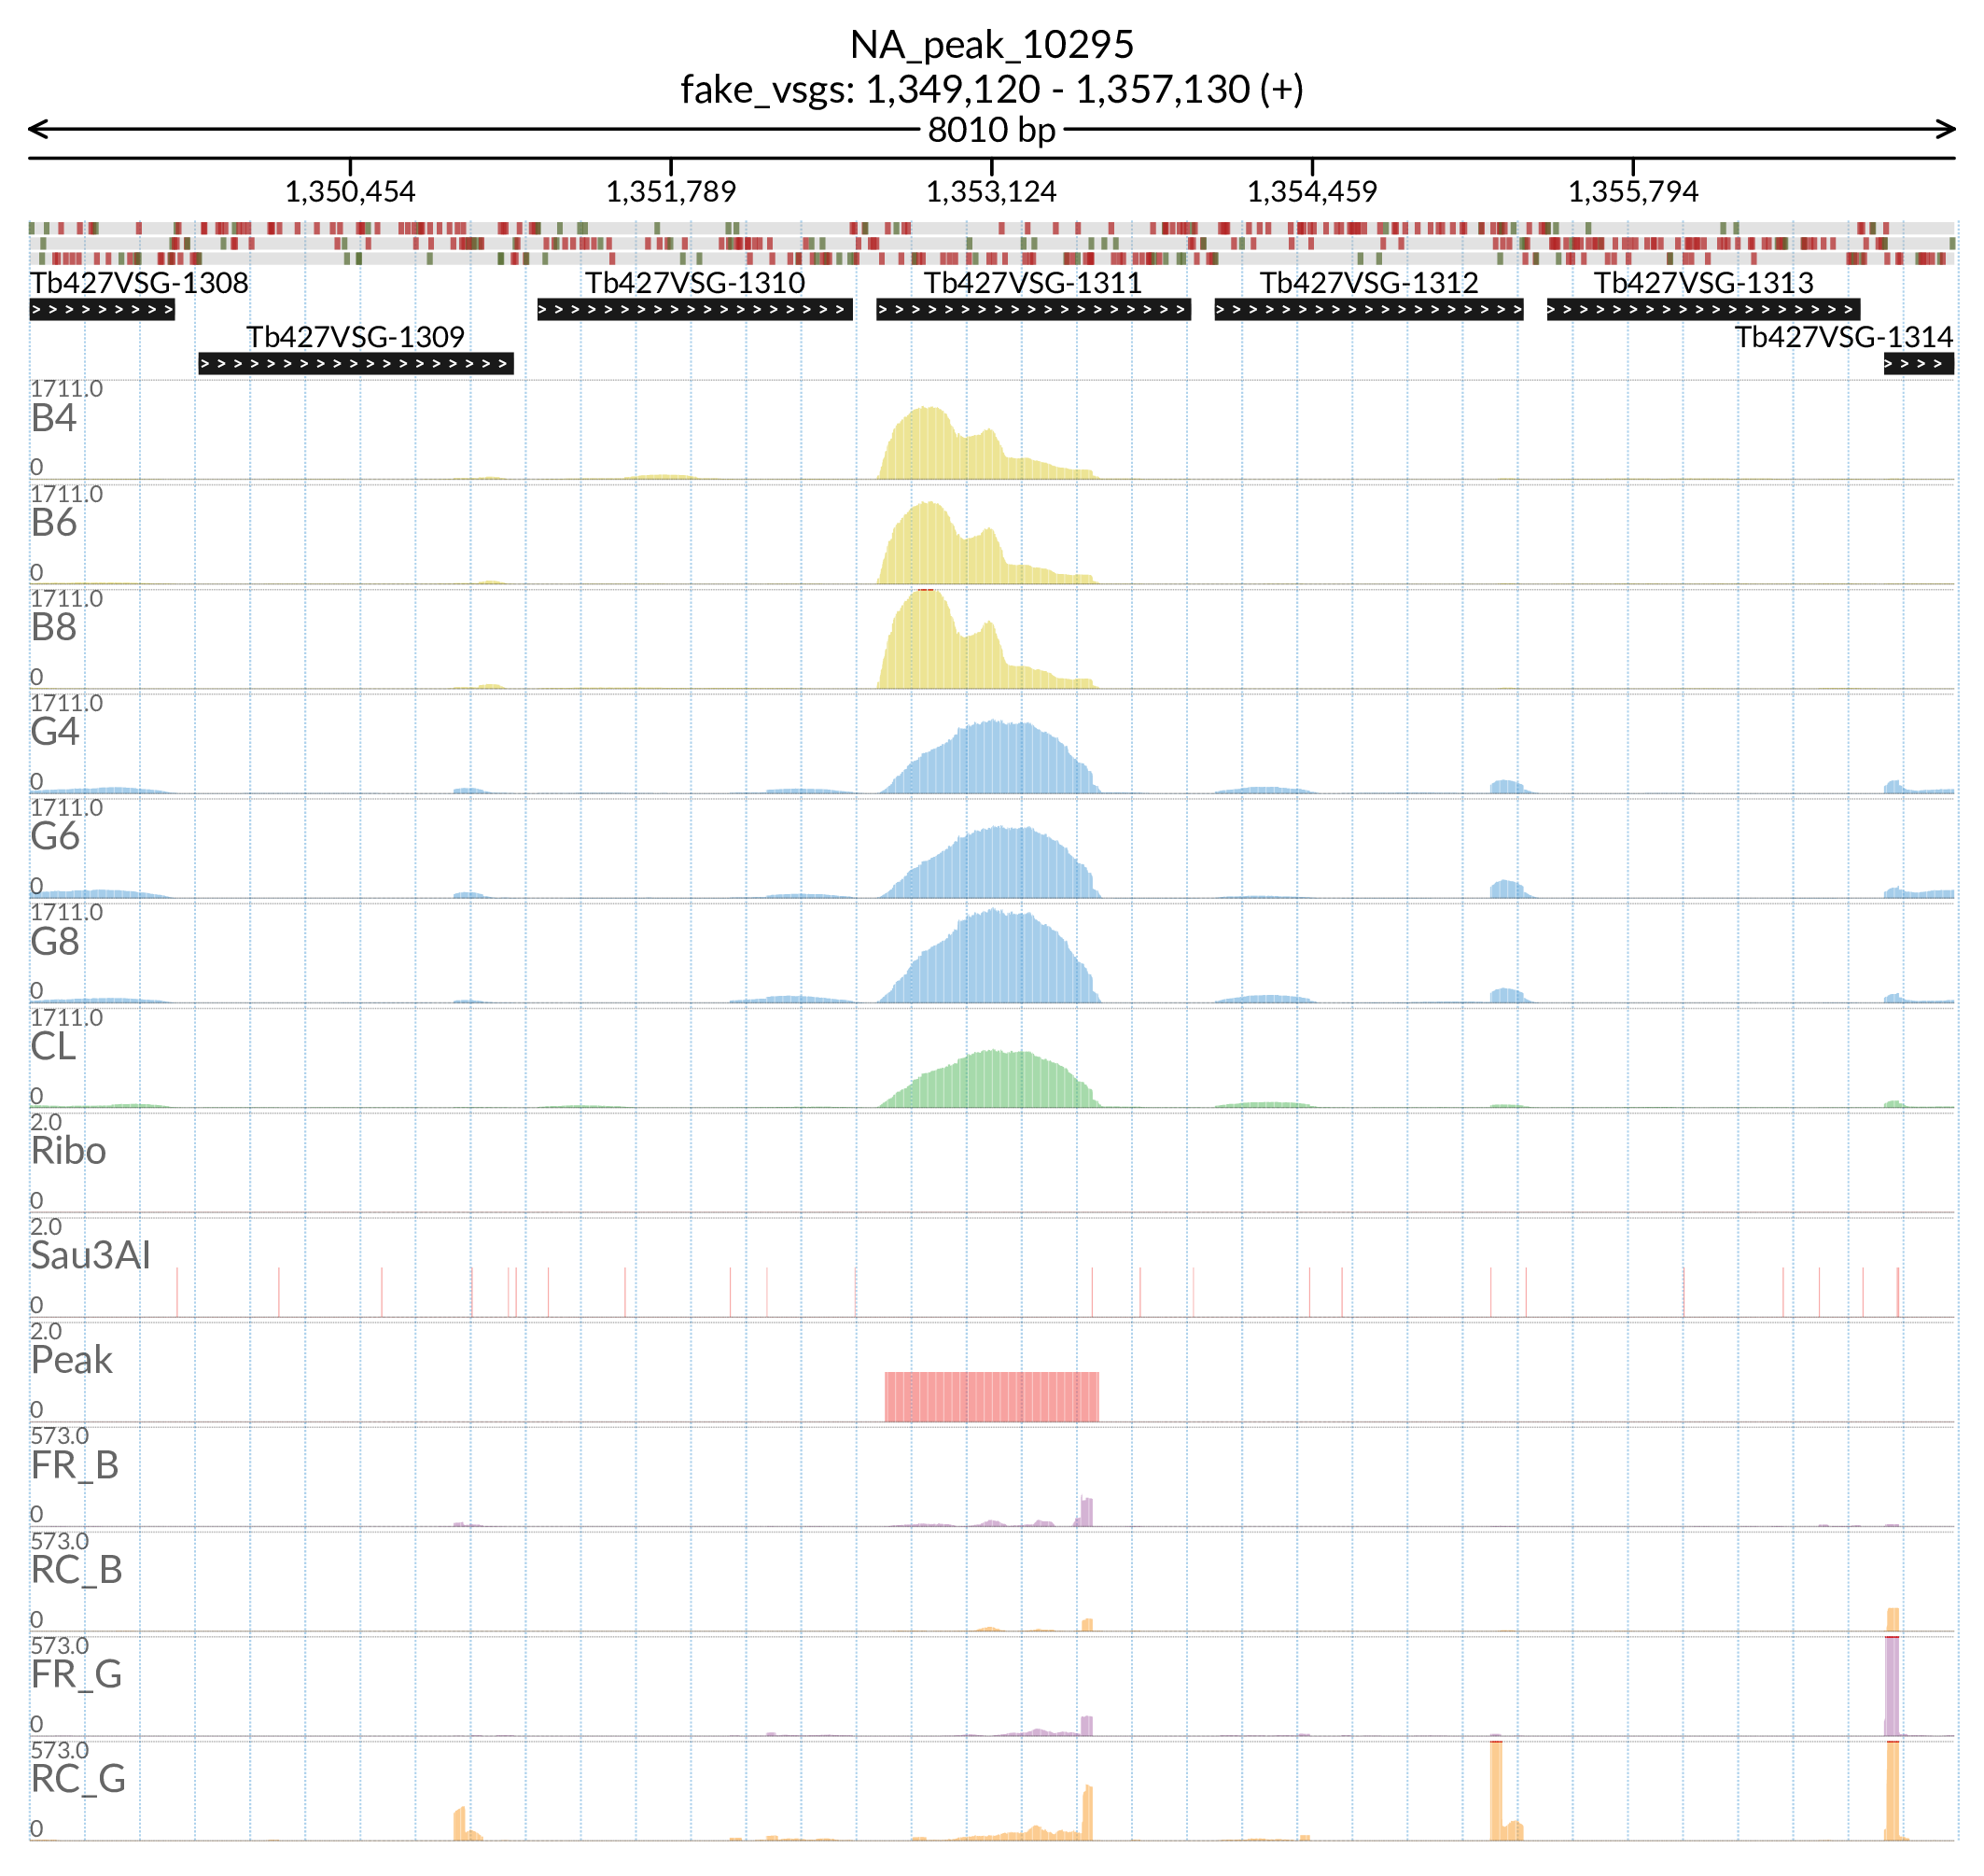 NA_peak_10295
fake_vsgs: 1,349,120 - 1,357,130 (+)
8010 bp
1,350,454 1,351,789 1,353,124 1,354,459 1,355,794
Tb427VSG-1308 Tb427VSG-1310 Tb427VSG-1311 Tb427VSG-1312 Tb427VSG-1313
Tb427VSG-1309 Tb427VSG-1314
1711.0
B4
0
1711.0
B6
0
1711.0
B8
0
1711.0
G4
0
1711.0
G6
0
1711.0
G8
0
1711.0
CL
0
2.0
Ribo
0
2.0
Sau3AI
0
2.0
Peak
0
573.0
FR_B
0
573.0
RC_B
0
573.0
FR_G
0
573.0
RC_G
0